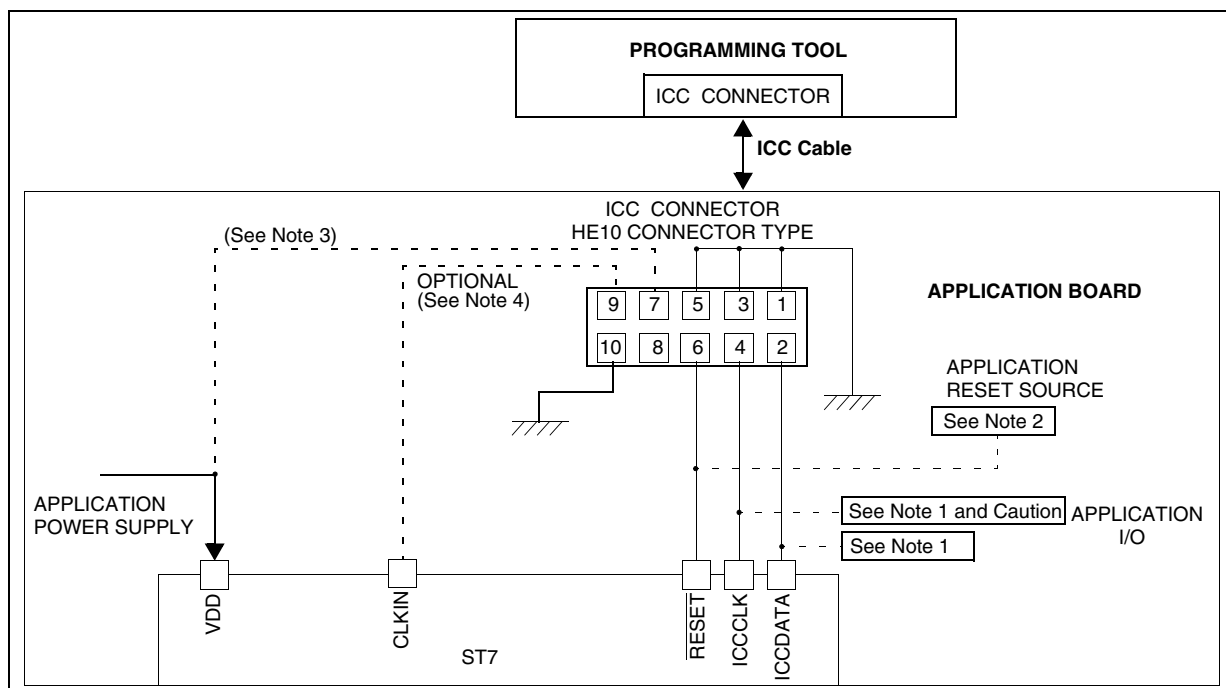 PROGRAMMING TOOL
ICC CONNECTOR
ICC Cable
ICC CONNECTOR
HE10 CONNECTOR TYPE
(See Note 3)
OPTIONAL
(See Note 4)
9 7 5 3 1
10 8 6 4 2
APPLICATION BOARD
APPLICATION
RESET SOURCE
See Note 2
APPLICATION
POWER SUPPLY
See Note 1 and Caution
See Note 1
APPLICATION
I/O
VDD
CLKIN
RESET
ICCCLK
ICCDATA
ST7